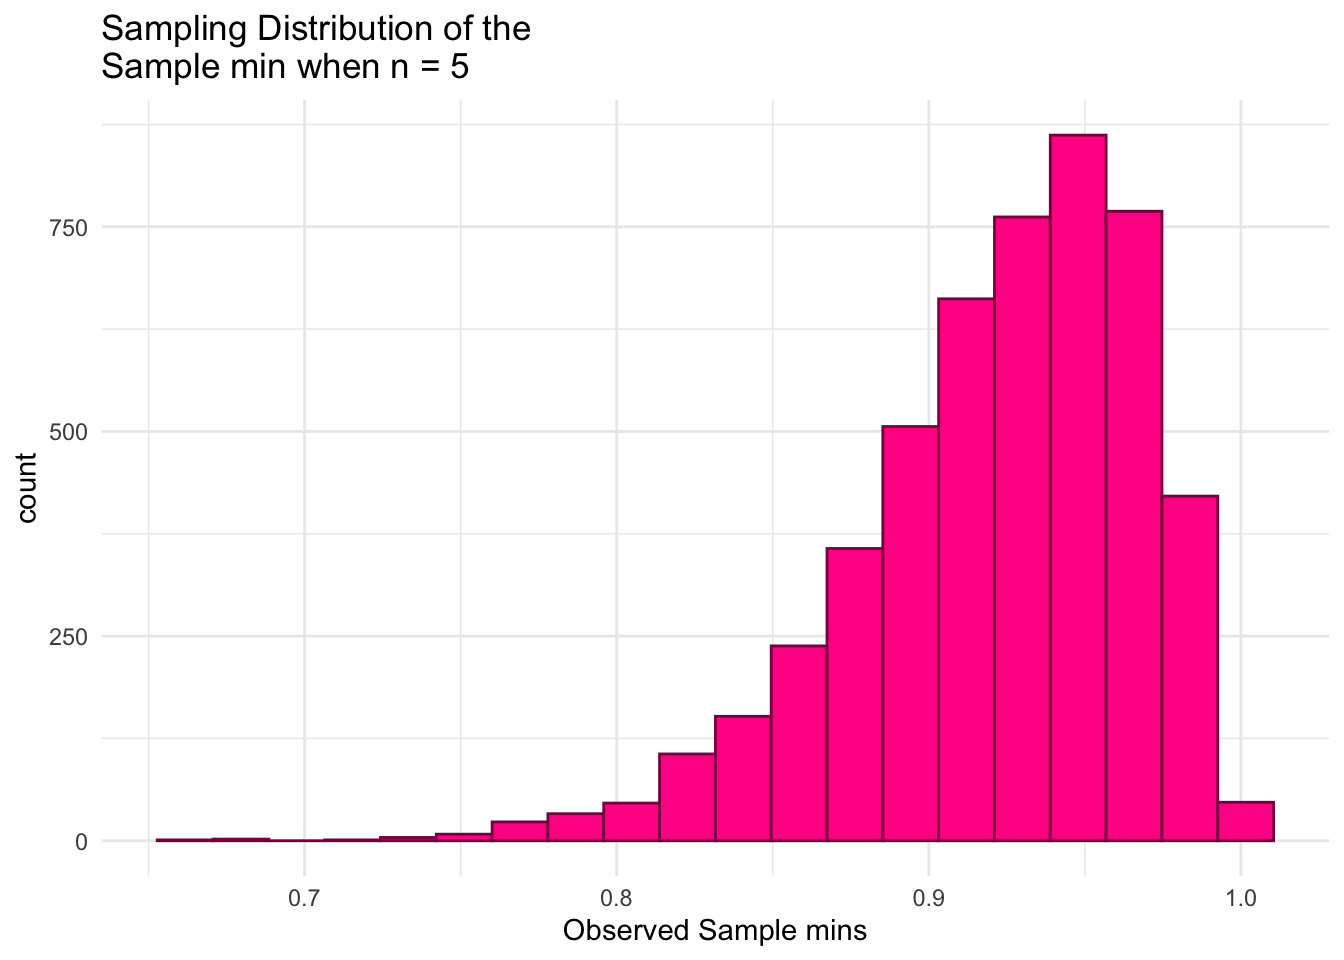 Sampling Distribution of the
Sample min when n = 5
750
500
250
0
count
0.7
0.8
0.9
1.0
Observed Sample mins